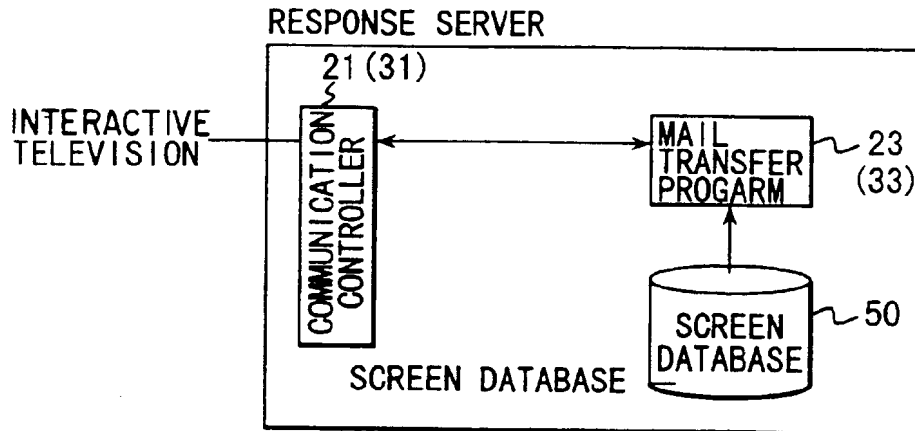 RESPONSE SERVER
21 (31)
INTERACTIVE
TELEVISION
COMMUNICATION
CONTROLLER
MAIL
TRANSFER
PROGARM
23
(33)
SCREEN
DATABASE
50
SCREEN DATABASE